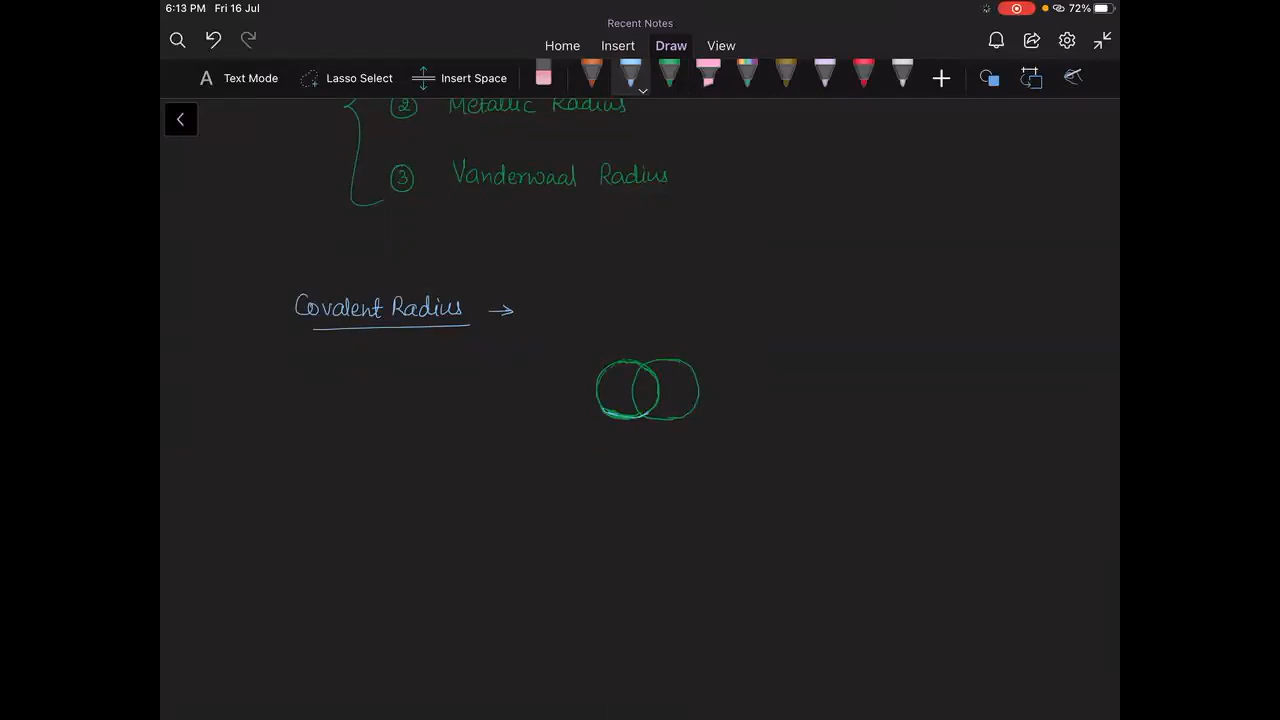 6:13 PM Fri 16 Jul
72%
Recent Notes
Home Insert Draw View
A Text Mode Lasso Select Insert Space
② Metallic Radius
③ Vanderwaal Radius
Covalent Radius →